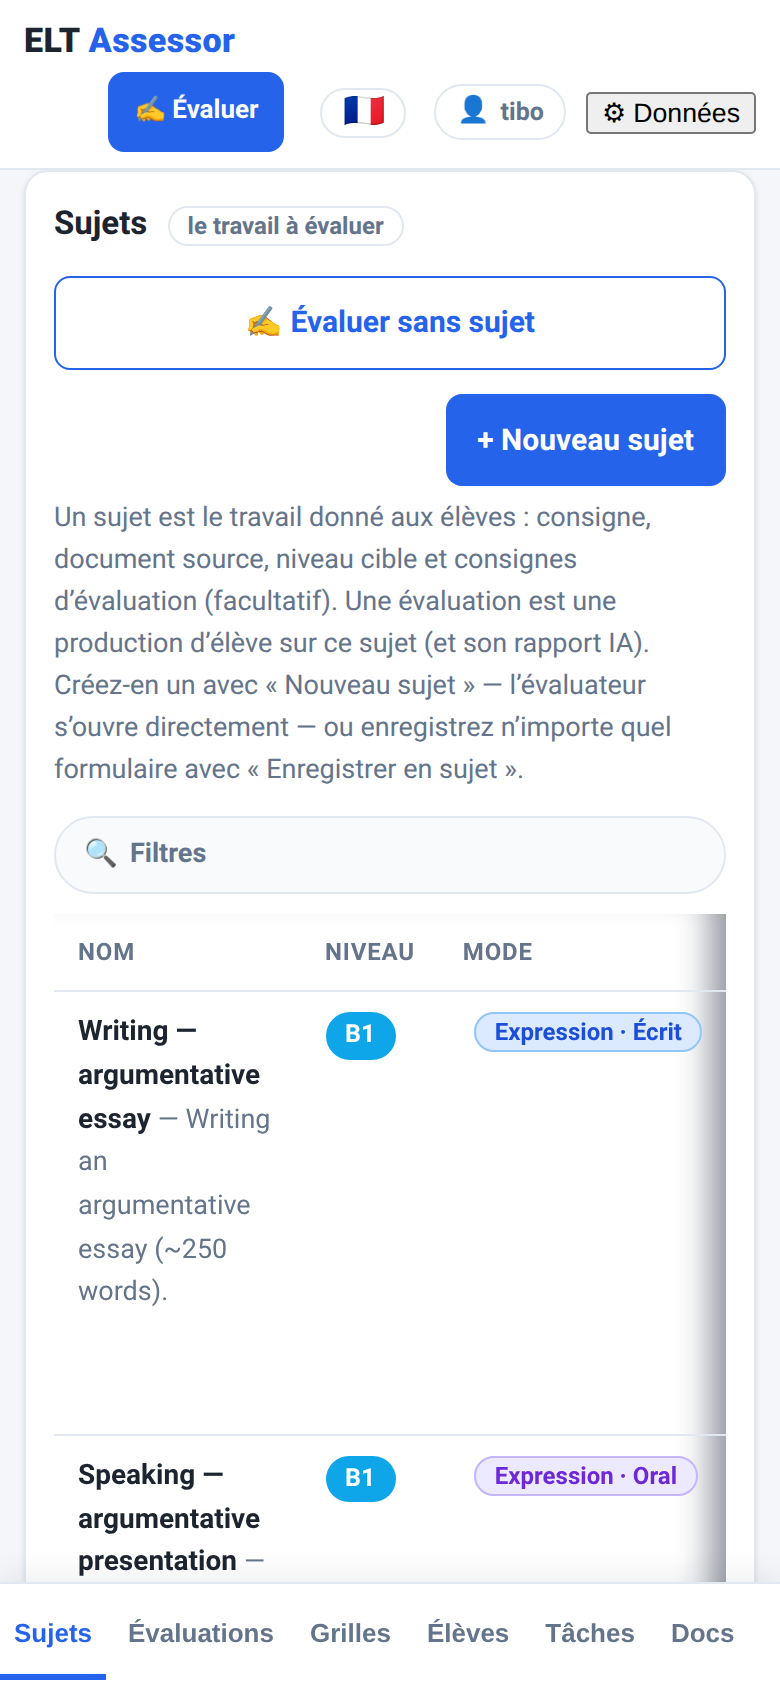 ELT Assessor
✍️ Évaluer
tibo
⚙ Données
Sujets
le travail à évaluer
✍️ Évaluer sans sujet
+ Nouveau sujet
Un sujet est le travail donné aux élèves : consigne,
document source, niveau cible et consignes
d’évaluation (facultatif). Une évaluation est une
production d’élève sur ce sujet (et son rapport IA).
Créez-en un avec « Nouveau sujet » — l’évaluateur
s’ouvre directement — ou enregistrez n’importe quel
formulaire avec « Enregistrer en sujet ».
🔍 Filtres
NOM NIVEAU MODE
Writing — B1 Expression · Écrit
argumentative
essay — Writing
an
argumentative
essay (~250
words).
Speaking — B1 Expression · Oral
argumentative
presentation —
Sujets Évaluations Grilles Élèves Tâches Docs